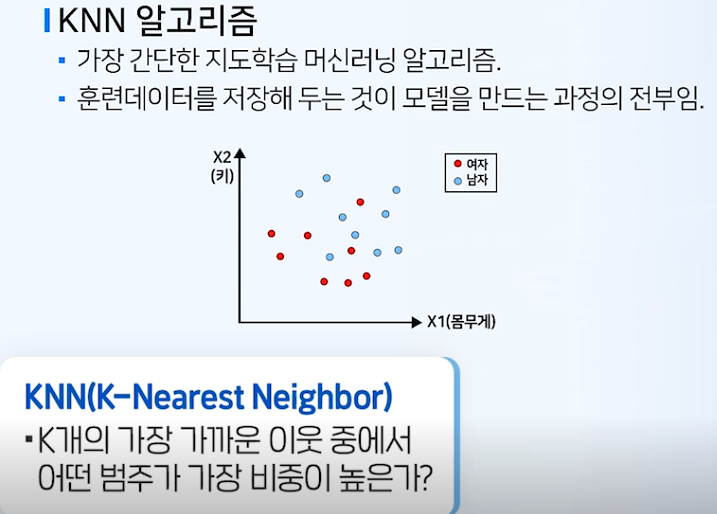 KNN 알고리즘
▪ 가장 간단한 지도학습 머신러닝 알고리즘.
▪ 훈련데이터를 저장해 두는 것이 모델을 만드는 과정의 전부임.
X2
(키)
여자
남자
X1(몸무게)
KNN(K-Nearest Neighbor)
▪K개의 가장 가까운 이웃 중에서
어떤 범주가 가장 비중이 높은가?